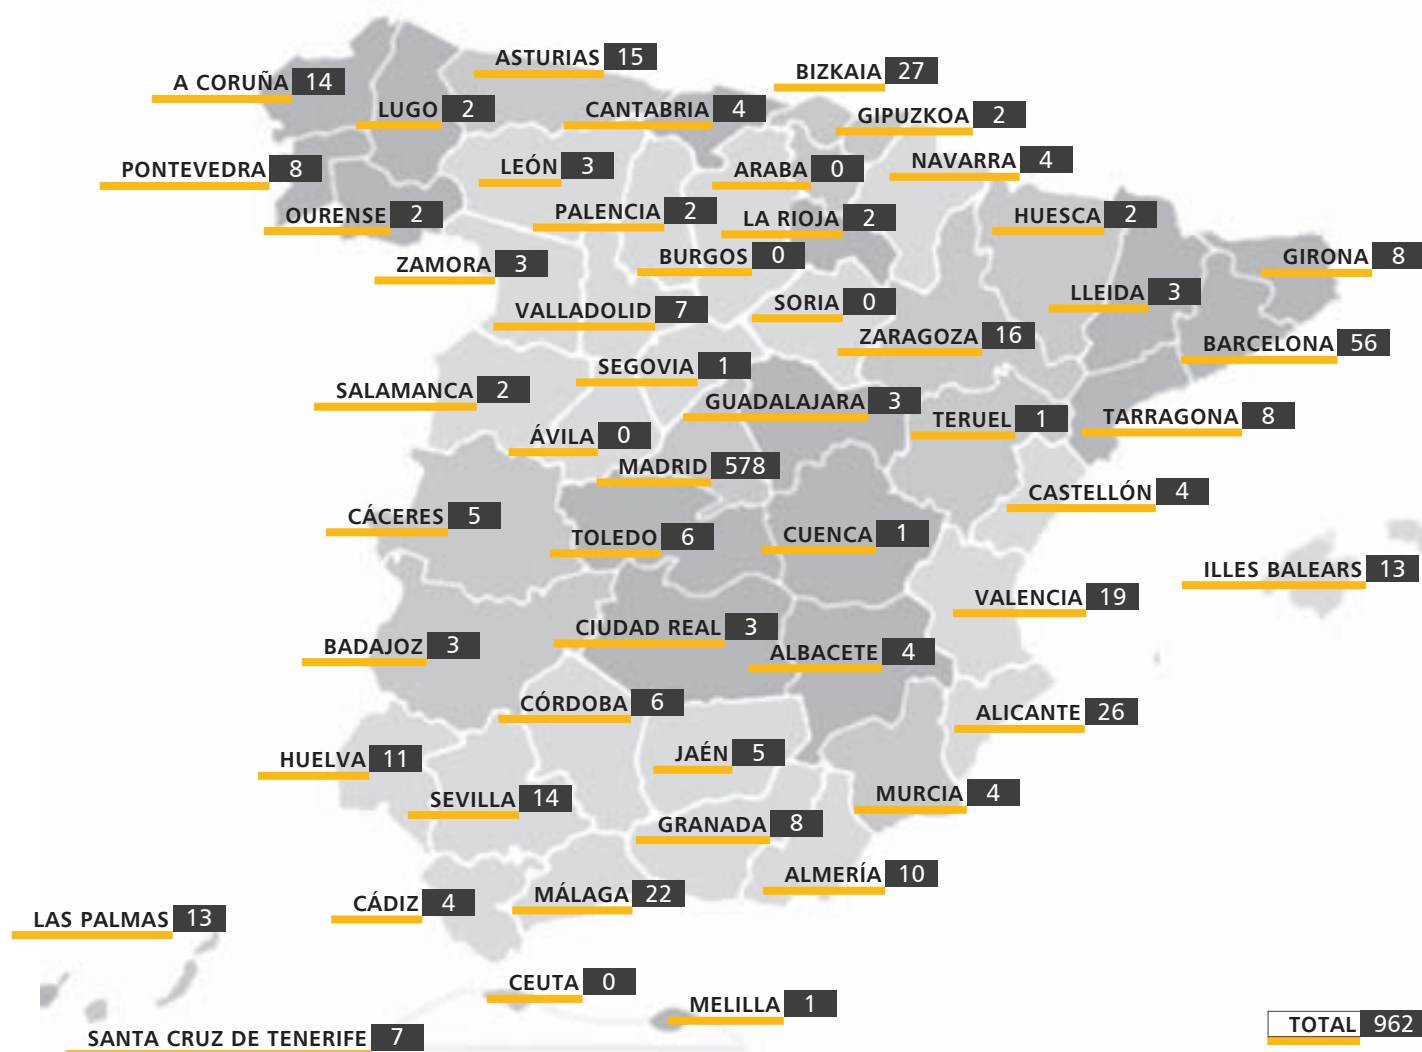 ASTURIAS 15
BIZKAIA 27
A CORUÑA 14
LUGO 2
CANTABRIA 4
GIPUZKOA 2
PONTEVEDRA 8
LEÓN 3
ARABA 0
NAVARRA 4
OURENSE 2
PALENCIA 2
LA RIOJA 2
HUESCA 2
ZAMORA 3
BURGOS 0
GIRONA 8
VALLADOLID 7
SORIA 0
LLEIDA 3
ZARAGOZA 16
BARCELONA 56
SEGOVIA 1
SALAMANCA 2
GUADALAJARA 3
TERUEL 1
TARRAGONA 8
ÁVILA 0
MADRID 578
CASTELLÓN 4
CÁCERES 5
TOLEDO 6
CUENCA 1
ILLES BALEARS 13
VALENCIA 19
CIUDAD REAL 3
BADAJOZ 3
ALBACETE 4
CÓRDOBA 6
ALICANTE 26
HUELVA 11
JAÉN 5
SEVILLA 14
MURCIA 4
GRANADA 8
ALMERÍA 10
CÁDIZ 4
MÁLAGA 22
LAS PALMAS 13
CEUTA 0
MELILLA 1
SANTA CRUZ DE TENERIFE 7
TOTAL 962